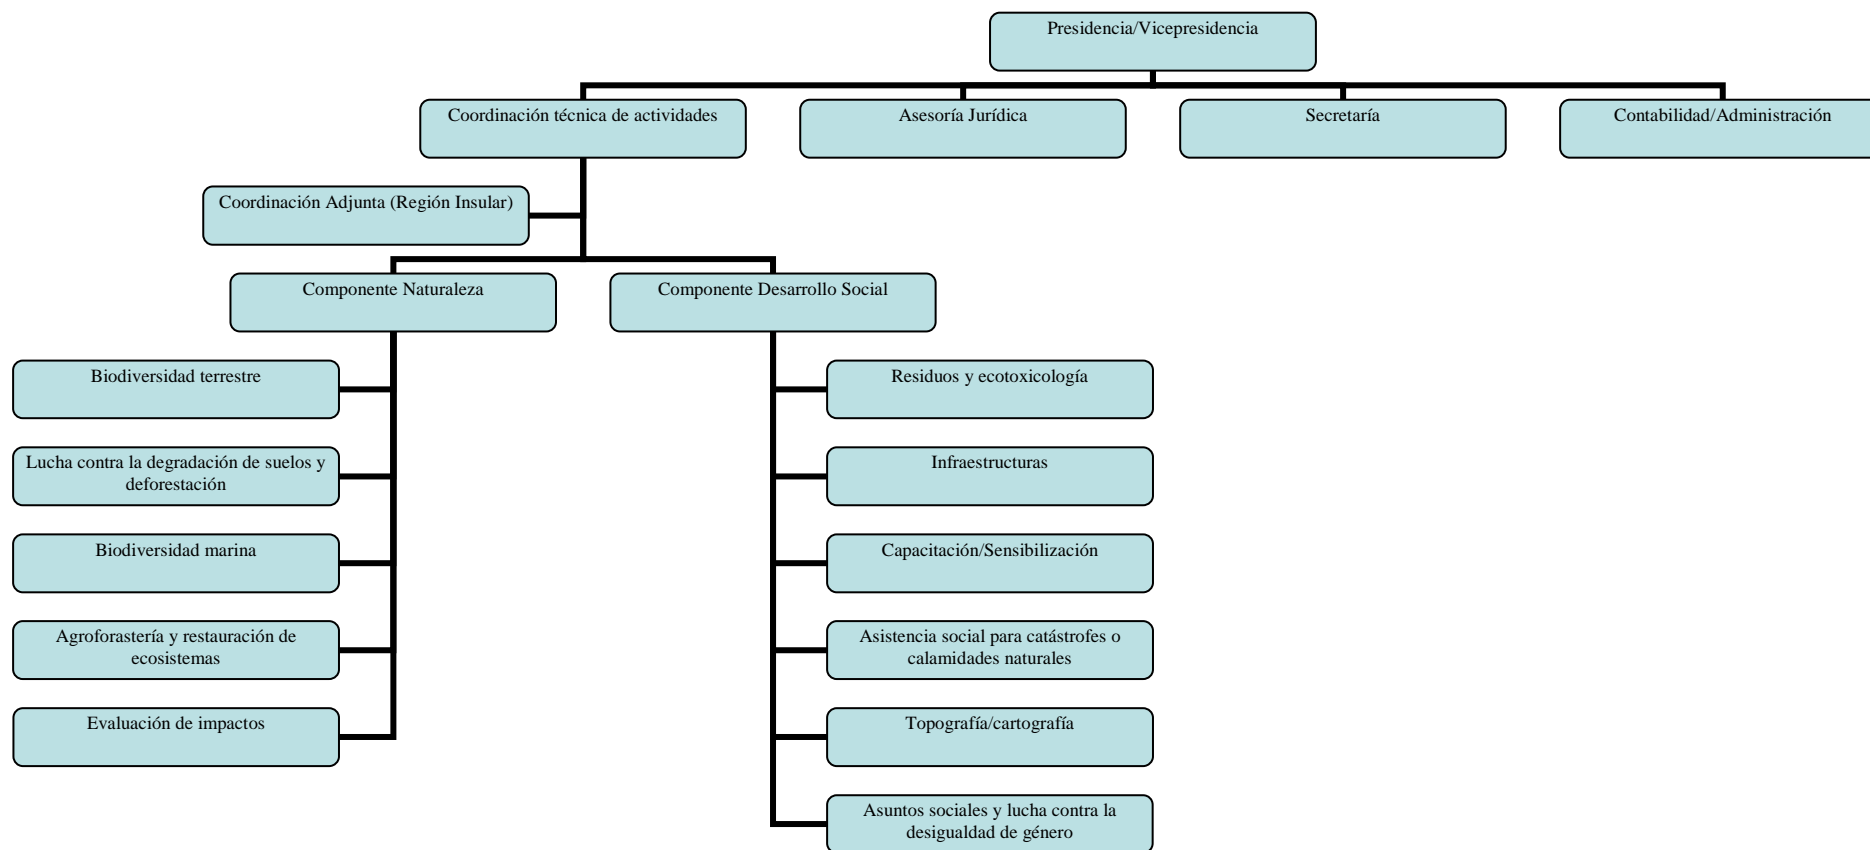 Presidencia/Vicepresidencia
Coordinación técnica de actividades
Asesoría Jurídica
Secretaría
Contabilidad/Administración
Coordinación Adjunta (Región Insular)
Componente Naturaleza
Componente Desarrollo Social
Biodiversidad terrestre
Lucha contra la degradación de suelos y
deforestación
Biodiversidad marina
Agroforastería y restauración de
ecosistemas
Evaluación de impactos
Residuos y ecotoxicología
Infraestructuras
Capacitación/Sensibilización
Asistencia social para catástrofes o
calamidades naturales
Topografía/cartografía
Asuntos sociales y lucha contra la
desigualdad de género